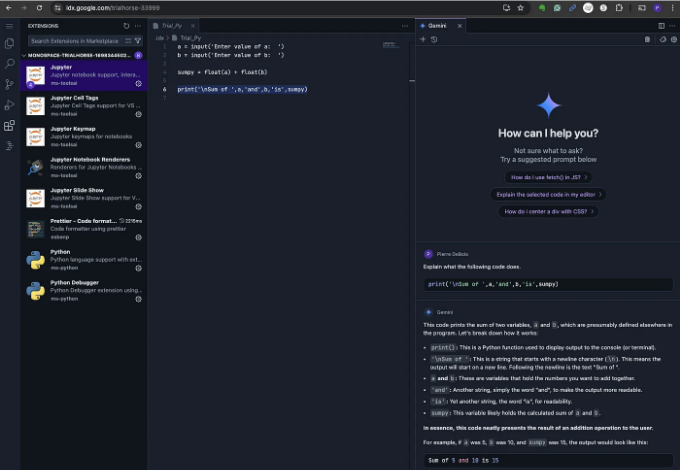 idx.google.com/trialhorse-33999
EXTENSIONS
Search Extensions in Marketplace
Jupyter
Jupyter notebook support, intera...
ms-toolsai
Jupyter Cell Tags
Jupyter Cell Tags support for VS ...
ms-toolsai
Jupyter Keymap
Jupyter keymaps for notebooks
ms-toolsai
Jupyter Notebook Renderers
Renderers for Jupyter Notebooks ...
ms-toolsai
Jupyter Slide Show
Jupyter Slide Show support for V...
ms-toolsai
Prettier - Code format... 2215ms
Code formatter using prettier
esbenp
Python
Python language support with ext...
ms-python
Python Debugger
Python Debugger extension using...
ms-python
Trial_Py
idx > Trial_Py
1 a = input('Enter value of a:  ')
2 b = input('Enter value of b:  ')
3
4 sumpy = float(a) + float(b)
5
6 print('\nSum of ',a,'and',b,'is',sumpy)
7
Gemini
How can I help you?
Not sure what to ask?
Try a suggested prompt below
How do I use fetch() in JS? >
Explain the selected code in my editor >
How do I center a div with CSS? >
P Pierre DeBois
Explain what the following code does.
print('\nSum of ',a,'and',b,'is',sumpy)
Gemini
This code prints the sum of two variables, a and b, which are presumably defined elsewhere in
the program. Let's break down how it works:
• print(): This is a Python function used to display output to the console (or terminal).
• '\nSum of ': This is a string that starts with a newline character (\n). This means the
output will start on a new line. Following the newline is the text "Sum of ".
• a and b: These are variables that hold the numbers you want to add together.
• 'and': Another string, simply the word "and", to make the output more readable.
• 'is': Yet another string, the word "is", for readability.
• sumpy: This variable likely holds the calculated sum of a and b.
In essence, this code neatly presents the result of an addition operation to the user.
For example, if a was 5, b was 10, and sumpy was 15, the output would look like this:
Sum of 5 and 10 is 15